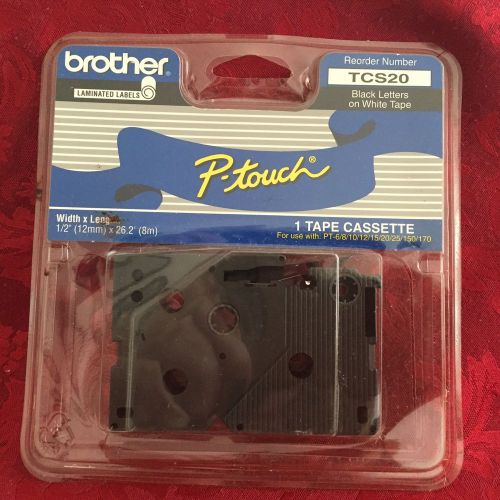 brother®
LAMINATED LABELS
Reorder Number
TCS20
Black Letters
on White Tape
P-touch®
Width x Leng
1/2" (12mm) x 26.2' (8m)
1 TAPE CASSETTE
For use with: PT-6/8/10/12/15/20/25/150/170